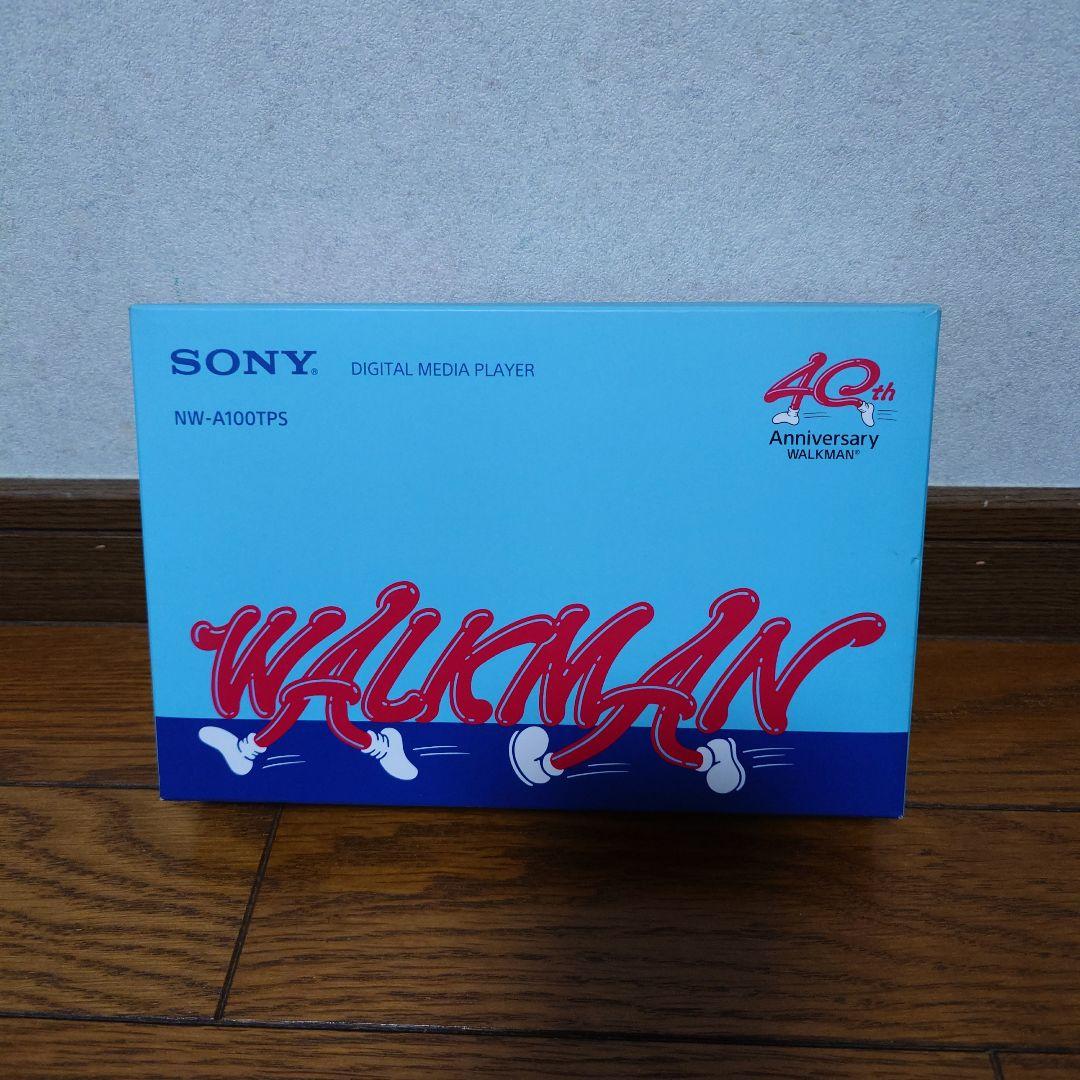 SONY®
DIGITAL MEDIA PLAYER
NW-A100TPS
40th
Anniversary
WALKMAN®
WALKMAN